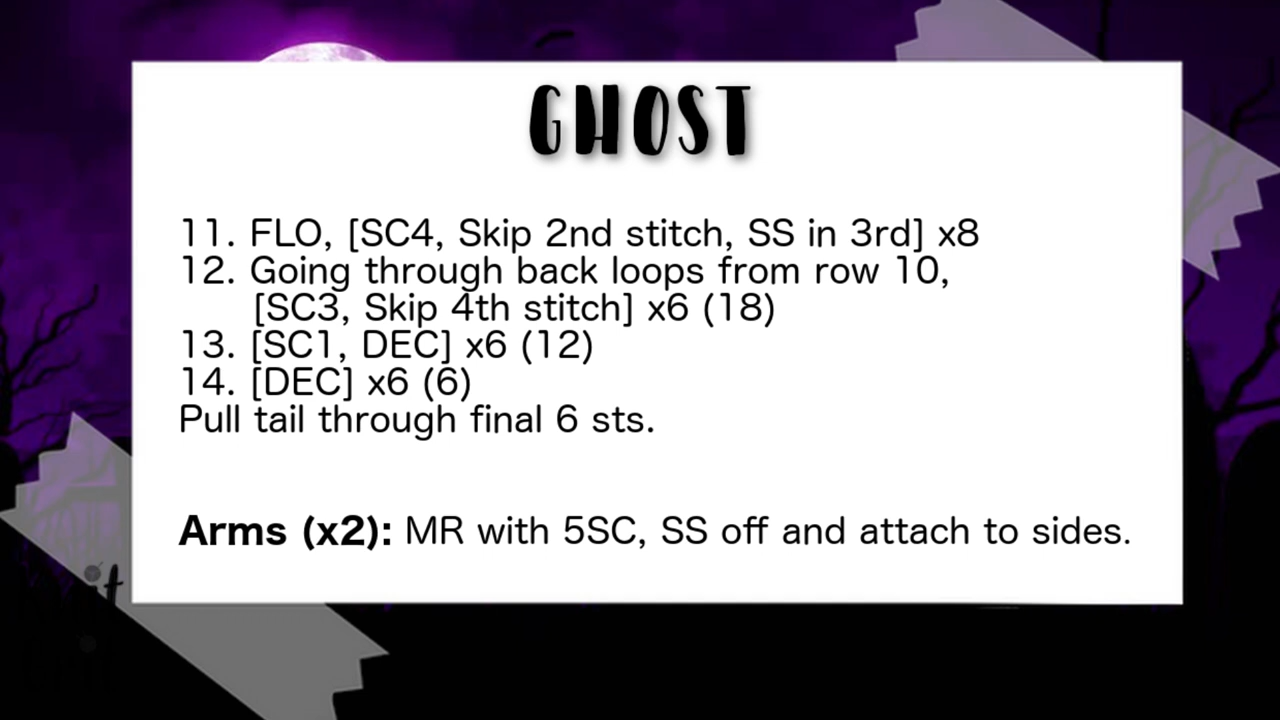 GHOST
11. FLO, [SC4, Skip 2nd stitch, SS in 3rd] x8
12. Going through back loops from row 10,
[SC3, Skip 4th stitch] x6 (18)
13. [SC1, DEC] x6 (12)
14. [DEC] x6 (6)
Pull tail through final 6 sts.
Arms (x2): MR with 5SC, SS off and attach to sides.